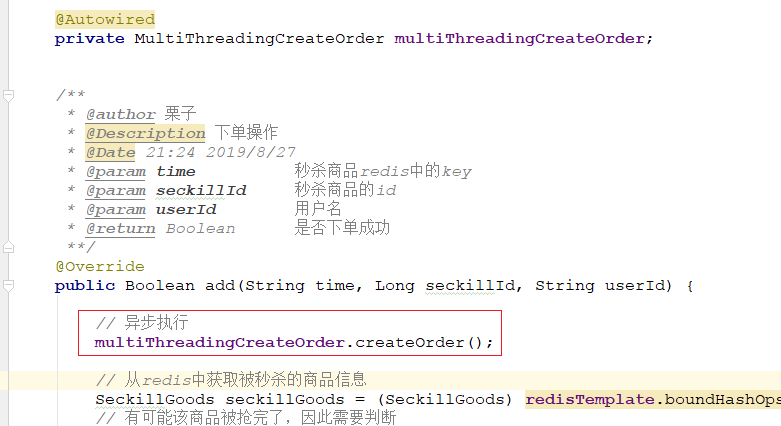 @Autowired
private MultiThreadingCreateOrder multiThreadingCreateOrder;
/**
* @author 栗子
* @Description 下单操作
* @Date 21:24 2019/8/27
* @param time 秒杀商品redis中的key
* @param seckillId 秒杀商品的id
* @param userId 用户名
* @return Boolean 是否下单成功
**/
@Override
public Boolean add(String time, Long seckillId, String userId) {
// 异步执行
multiThreadingCreateOrder.createOrder();
// 从redis中获取被秒杀的商品信息
SeckillGoods seckillGoods = (SeckillGoods) redisTemplate.boundHashOps
// 有可能该商品被抢完了，因此需要判断